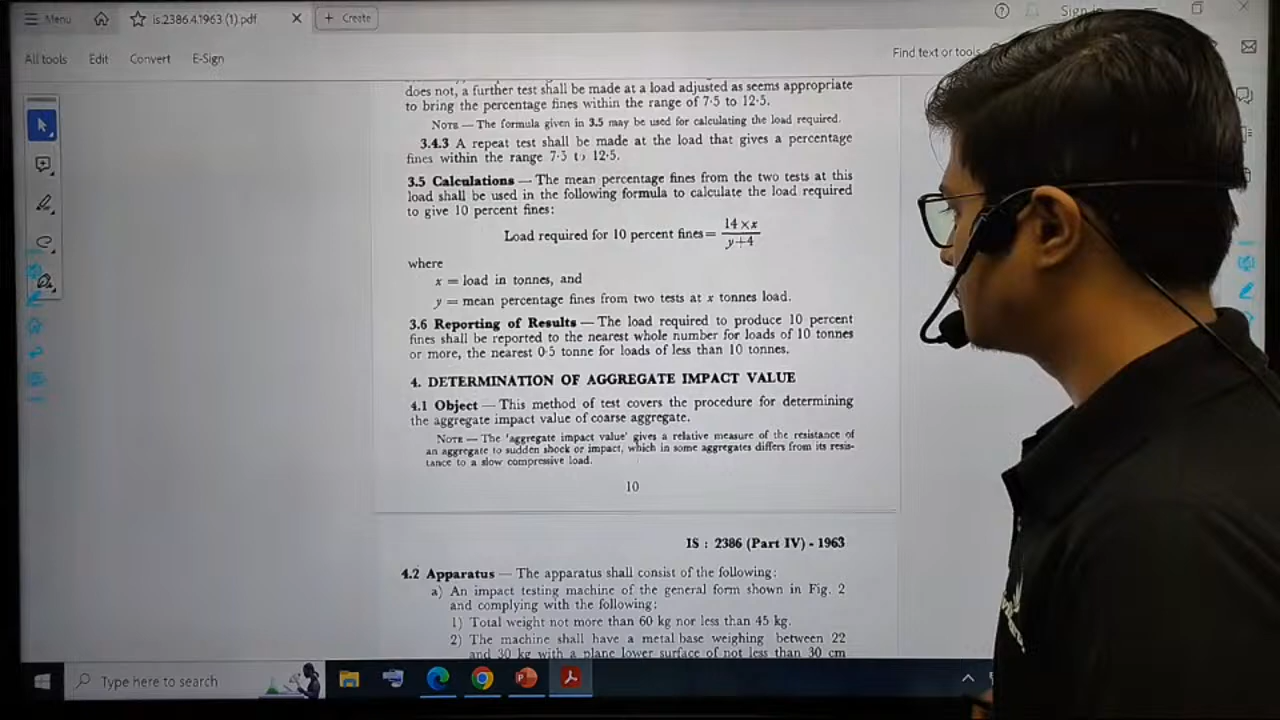 Menu
is.2386.4.1963 (1).pdf
+ Create
Sign in
All tools
Edit
Convert
E-Sign
Find text or tools
does not, a further test shall be made at a load adjusted as seems appropriate
to bring the percentage fines within the range of 7·5 to 12·5.
NOTE — The formula given in 3.5 may be used for calculating the load required.
3.4.3 A repeat test shall be made at the load that gives a percentage
fines within the range 7·5 to 12·5.
3.5 Calculations — The mean percentage fines from the two tests at this
load shall be used in the following formula to calculate the load required
to give 10 percent fines:
Load required for 10 percent fines = 14 × x / y + 4
where
x = load in tonnes, and
y = mean percentage fines from two tests at x tonnes load.
3.6 Reporting of Results — The load required to produce 10 percent
fines shall be reported to the nearest whole number for loads of 10 tonnes
or more, the nearest 0·5 tonne for loads of less than 10 tonnes.
4. DETERMINATION OF AGGREGATE IMPACT VALUE
4.1 Object — This method of test covers the procedure for determining
the aggregate impact value of coarse aggregate.
NOTE — The 'aggregate impact value' gives a relative measure of the resistance of
an aggregate to sudden shock or impact, which in some aggregates differs from its resis-
tance to a slow compressive load.
10
IS : 2386 (Part IV) - 1963
4.2 Apparatus — The apparatus shall consist of the following:
a) An impact testing machine of the general form shown in Fig. 2
and complying with the following:
1) Total weight not more than 60 kg nor less than 45 kg.
2) The machine shall have a metal base weighing between 22
and 30 kg with a plane lower surface of not less than 30 cm
Type here to search